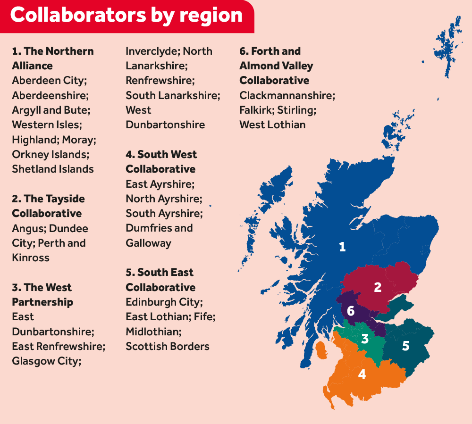 Collaborators by region
1. The Northern
Alliance
Aberdeen City;
Aberdeenshire;
Argyll and Bute;
Western Isles;
Highland; Moray;
Orkney Islands;
Shetland Islands
2. The Tayside
Collaborative
Angus; Dundee
City; Perth and
Kinross
3. The West
Partnership
East
Dunbartonshire;
East Renfrewshire;
Glasgow City;
Inverclyde; North
Lanarkshire;
Renfrewshire;
South Lanarkshire;
West
Dunbartonshire
4. South West
Collaborative
East Ayrshire;
North Ayrshire;
South Ayrshire;
Dumfries and
Galloway
5. South East
Collaborative
Edinburgh City;
East Lothian; Fife;
Midlothian;
Scottish Borders
6. Forth and
Almond Valley
Collaborative
Clackmannanshire;
Falkirk; Stirling;
West Lothian
1
2
6
3
5
4